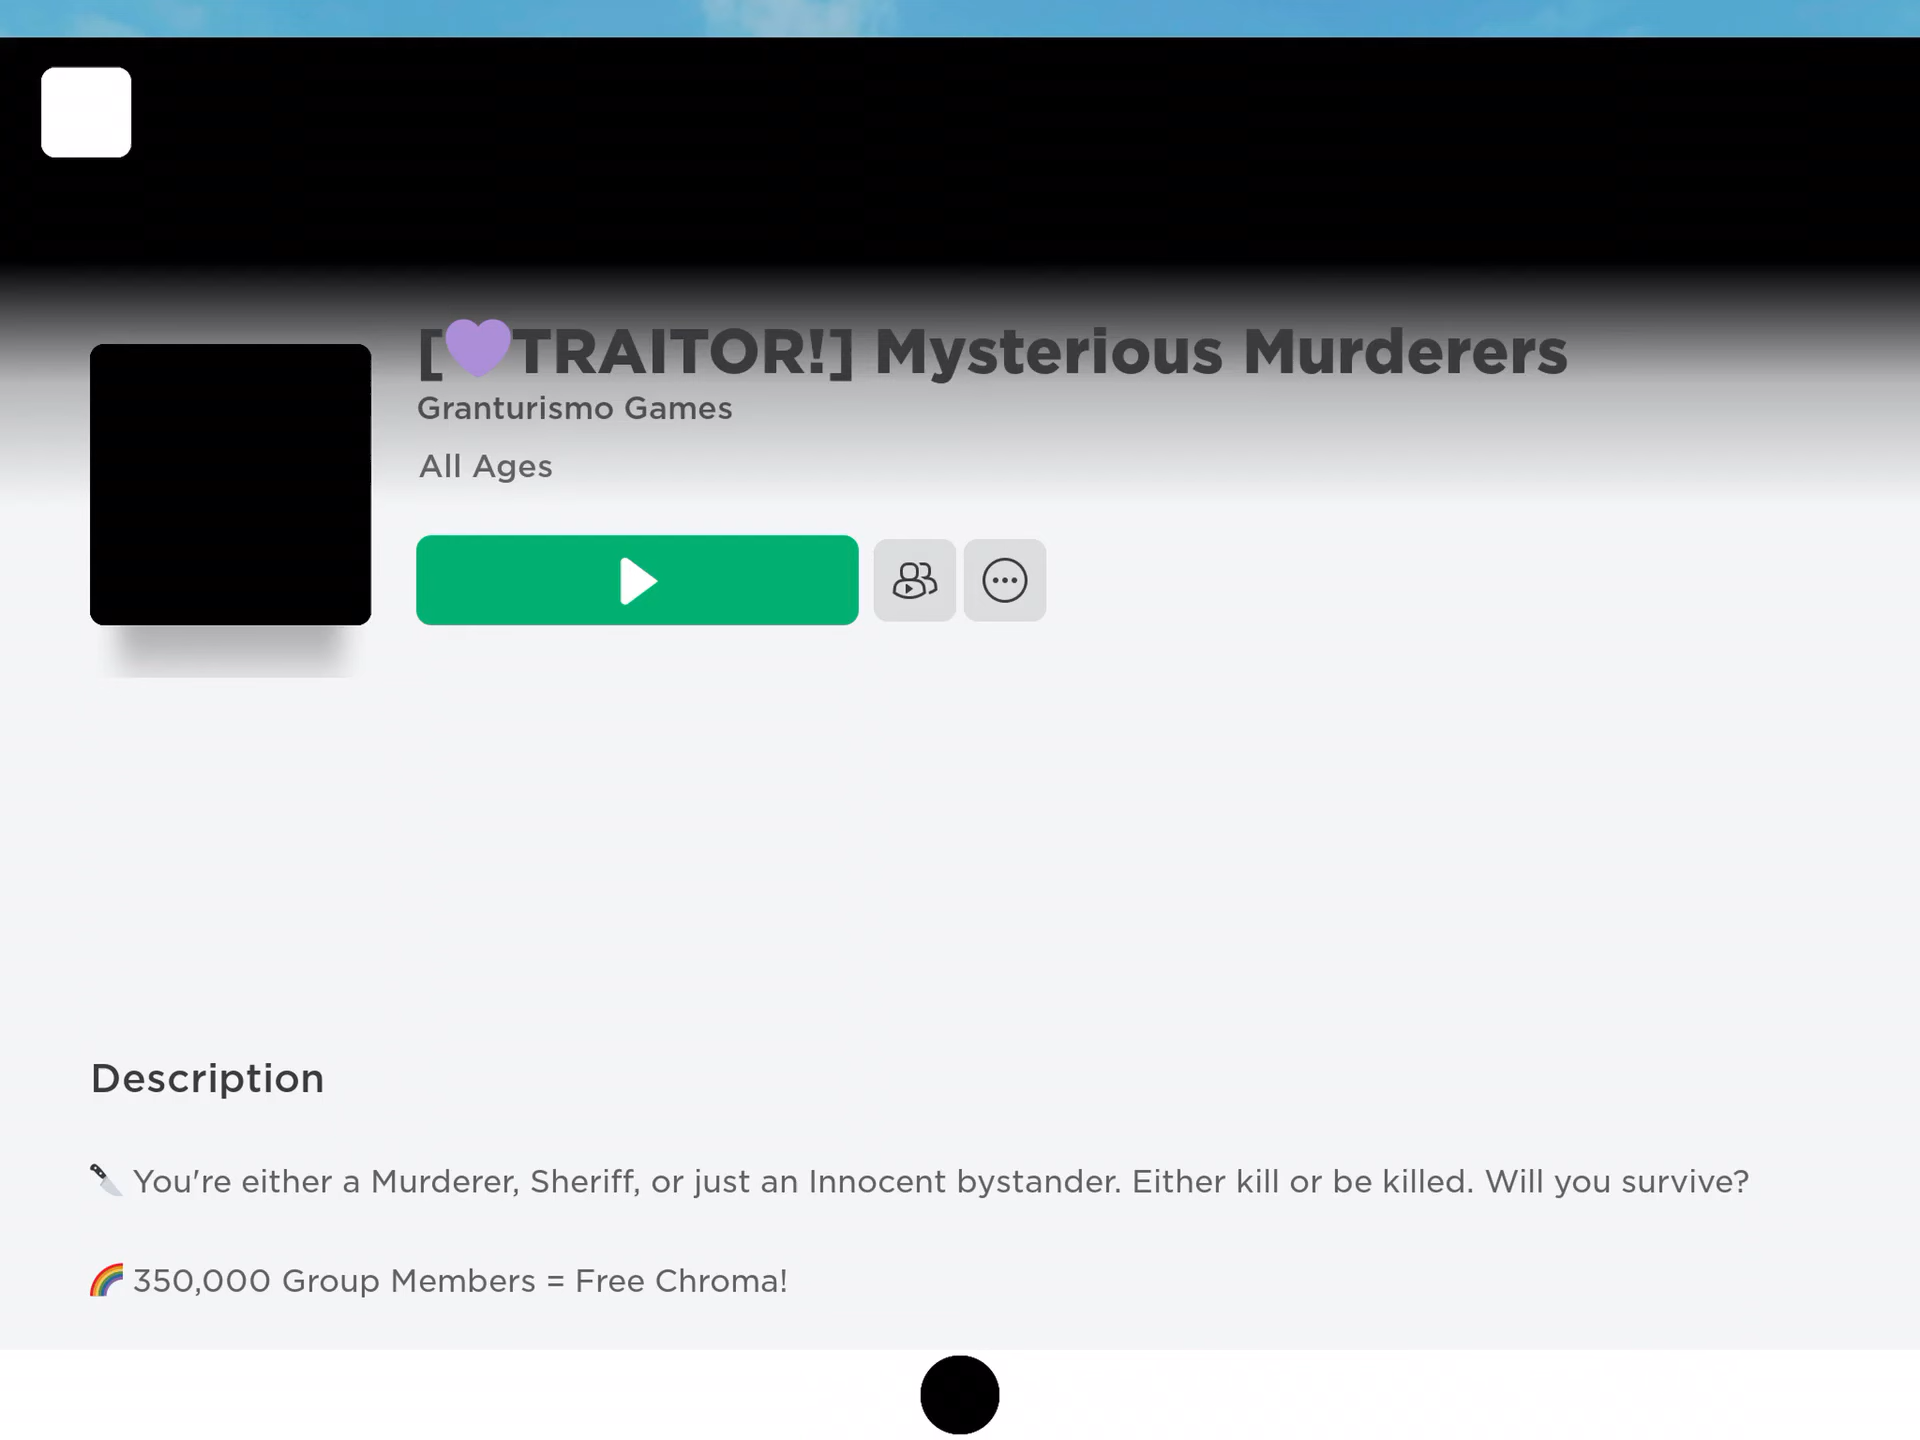 [💜TRAITOR!] Mysterious Murderers
Granturismo Games
All Ages
Description
🔪 You're either a Murderer, Sheriff, or just an Innocent bystander. Either kill or be killed. Will you survive?
🌈 350,000 Group Members = Free Chroma!